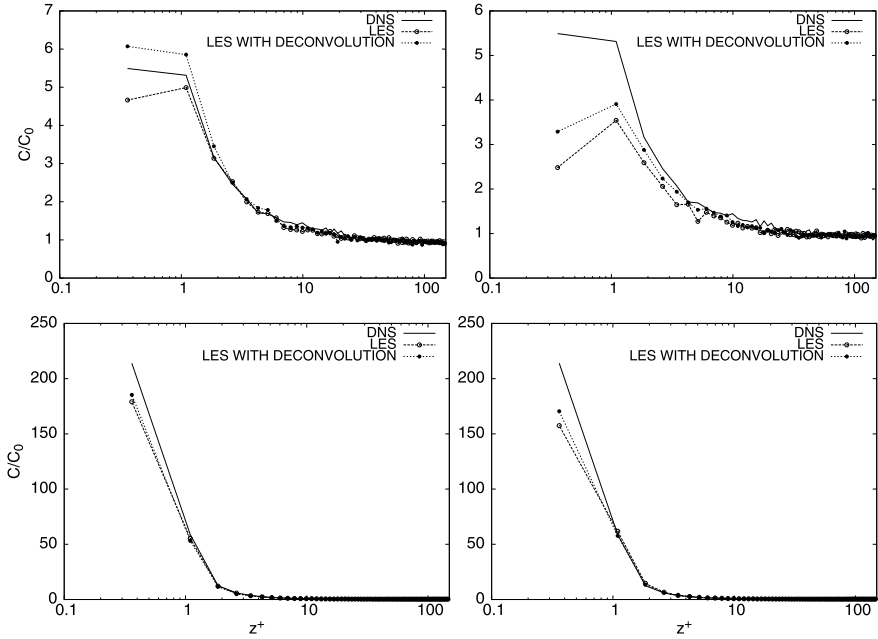 7
6
5
4
3
2
1
0
C/C0
DNS
LES
LES WITH DECONVOLUTION
0.1 1 10 100
6
5
4
3
2
1
0
DNS
LES
LES WITH DECONVOLUTION
0.1 1 10 100
250
200
150
100
50
0
C/C0
DNS
LES
LES WITH DECONVOLUTION
0.1 1 10 100
z+
250
200
150
100
50
0
DNS
LES
LES WITH DECONVOLUTION
0.1 1 10 100
z+